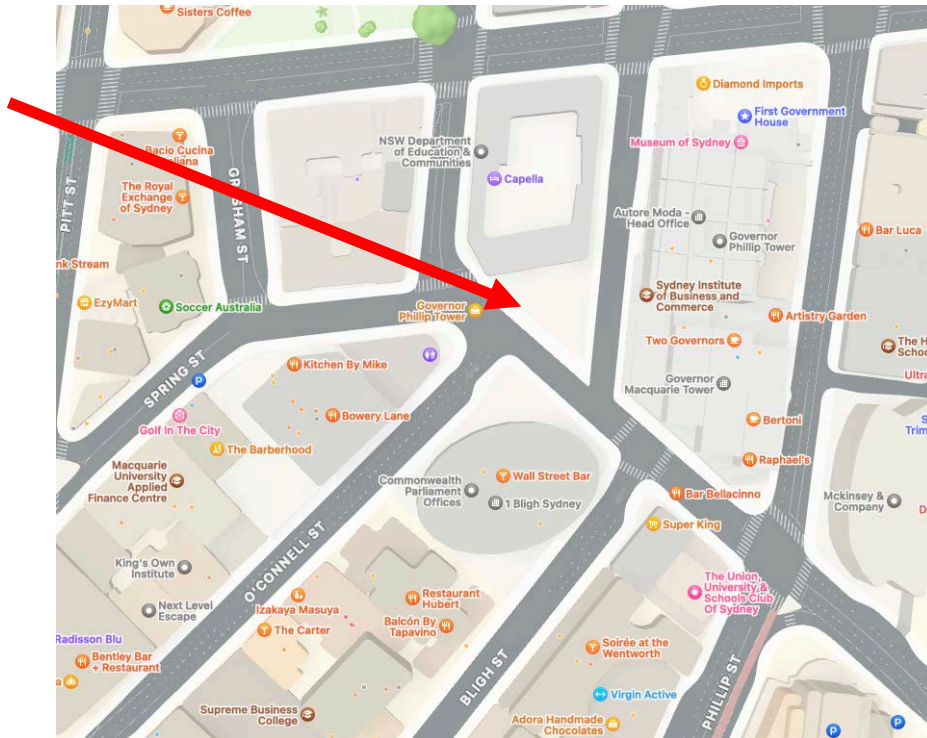 Sisters Coffee
Diamond Imports
First Government
House
Museum of Sydney
NSW Department
of Education &
Communities
Capella
Bacio Cucina
The Royal
Exchange
of Sydney
PITT ST
Autore Moda -
Head Office
Governor
Phillip Tower
Bar Luca
nk Stream
EzyMart
Soccer Australia
Governor
Phillip Tower
Sydney Institute
of Business and
Commerce
Artistry Garden
Two Governors
Kitchen By Mike
SPRING ST
P
Governor
Macquarie Tower
Bowery Lane
Golf In The City
The Barberhood
Bertoni
Macquarie
University
Applied
Finance Centre
Commonwealth
Parliament
Offices
Wall Street Bar
1 Bligh Sydney
Raphael's
Bar Bellacinno
Mckinsey &
Company
Super King
O'CONNELL ST
King's Own
Institute
The Union,
University &
Schools Club
Of Sydney
Next Level
Escape
Izakaya Masuya
Restaurant
Hubert
The Carter
Balcón By
Tapavino
Radisson Blu
Bentley Bar
+ Restaurant
BLIGH ST
Soirée at the
Wentworth
PHILLIP ST
Virgin Active
Supreme Business
College
Adora Handmade
Chocolates
P
P